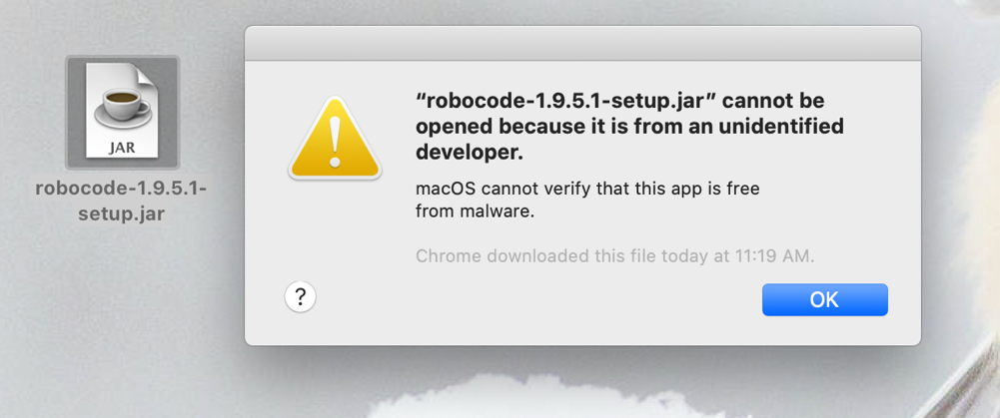 JAR
robocode-1.9.5.1-
setup.jar
“robocode-1.9.5.1-setup.jar” cannot be
opened because it is from an unidentified
developer.
macOS cannot verify that this app is free
from malware.
Chrome downloaded this file today at 11:19 AM.
?
OK